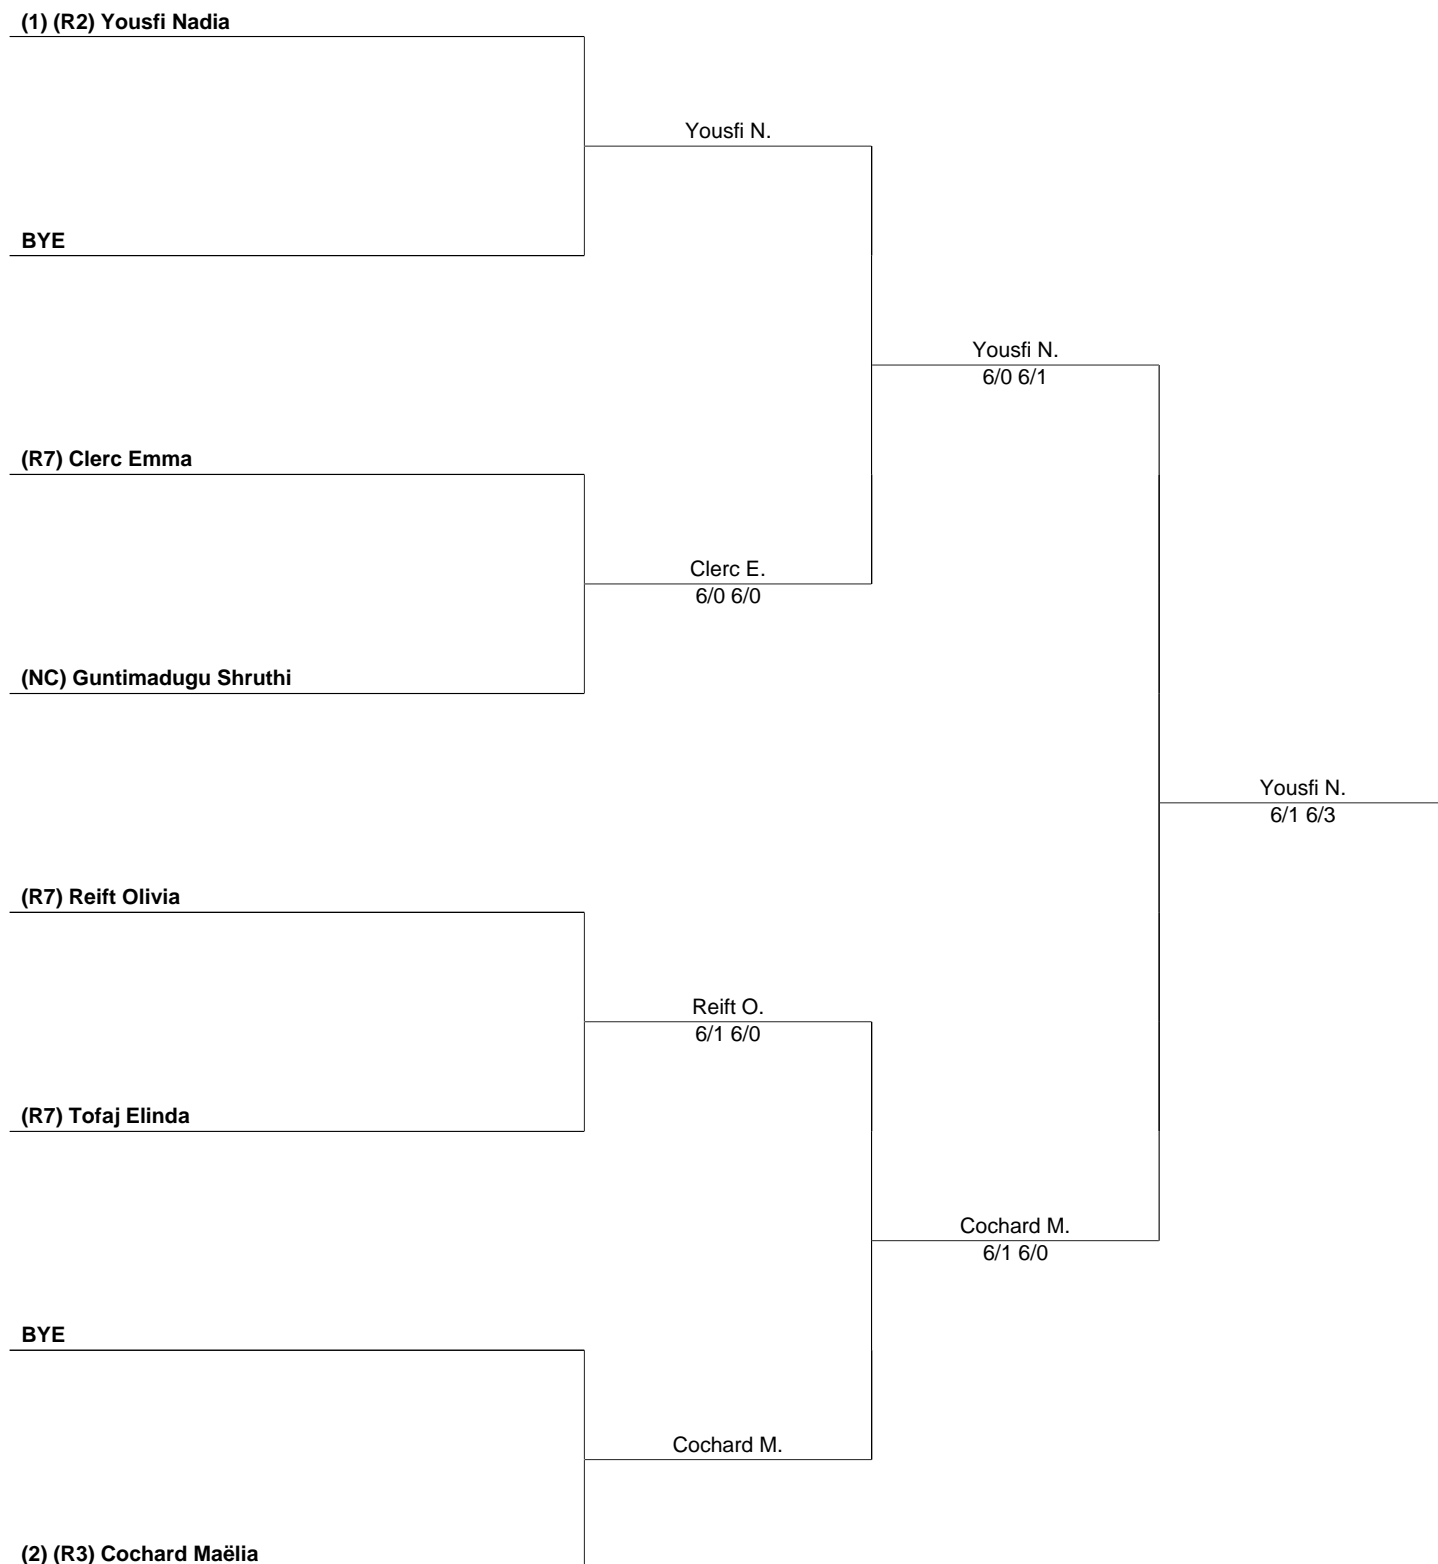 (1) (R2) Yousfi Nadia
Yousfi N.
BYE
Yousfi N.
6/0 6/1
(R7) Clerc Emma
Clerc E.
6/0 6/0
(NC) Guntimadugu Shruthi
Yousfi N.
6/1 6/3
(R7) Reift Olivia
Reift O.
6/1 6/0
(R7) Tofaj Elinda
Cochard M.
6/1 6/0
BYE
Cochard M.
(2) (R3) Cochard Maëlia